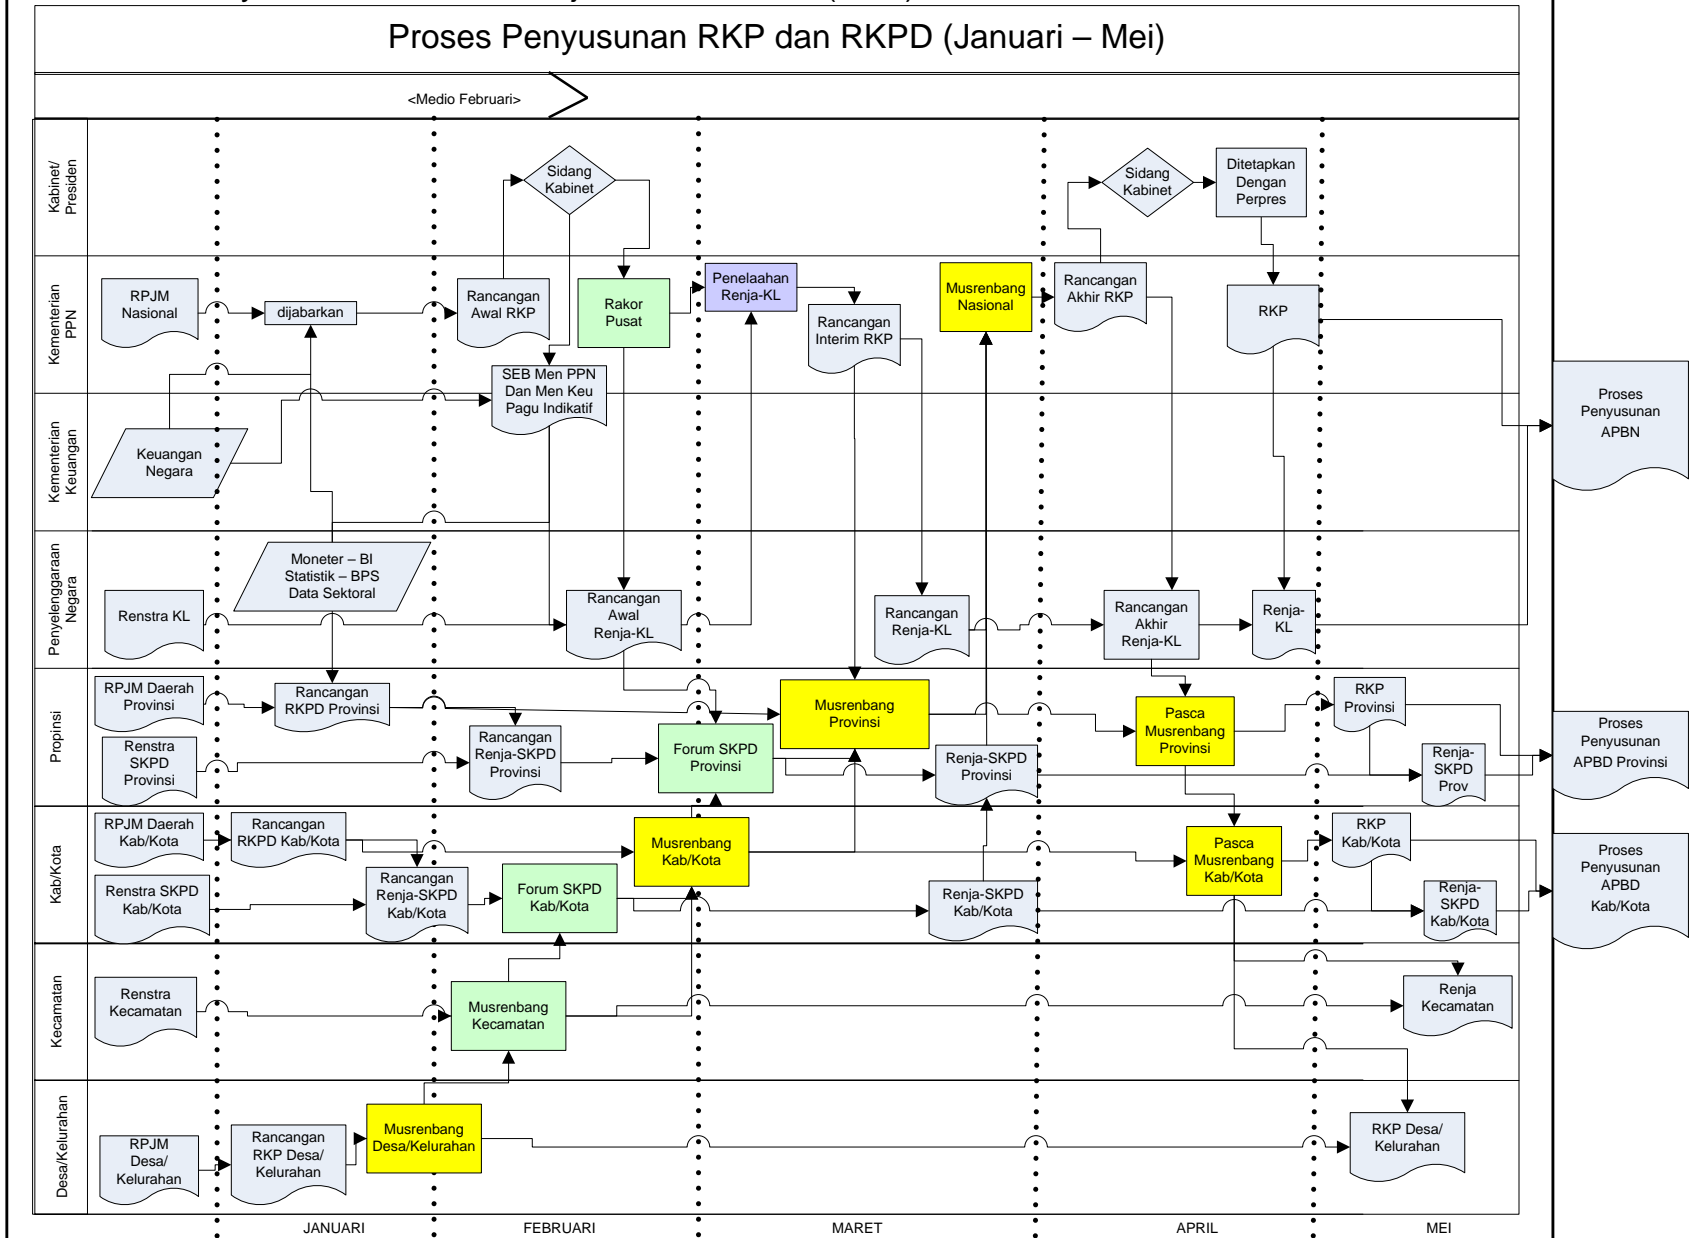 Proses Penyusunan RKP dan RKPD (Januari – Mei)
<Medio Februari>
Kabinet/
Presiden
Sidang
Kabinet
Sidang
Kabinet
Ditetapkan
Dengan
Perpres
Kementerian
PPN
RPJM
Nasional
dijabarkan
Rancangan
Awal RKP
Rakor
Pusat
Penelaahan
Renja-KL
Rancangan
Interim RKP
Musrenbang
Nasional
Rancangan
Akhir RKP
RKP
SEB Men PPN
Dan Men Keu
Pagu Indikatif
Kementerian
Keuangan
Keuangan
Negara
Proses
Penyusunan
APBN
Penyelenggaraan
Negara
Moneter – BI
Statistik – BPS
Data Sektoral
Renstra KL
Rancangan
Awal
Renja-KL
Rancangan
Renja-KL
Rancangan
Akhir
Renja-KL
Renja-
KL
Propinsi
RPJM Daerah
Provinsi
Rancangan
RKPD Provinsi
Renstra
SKPD
Provinsi
Rancangan
Renja-SKPD
Provinsi
Forum SKPD
Provinsi
Musrenbang
Provinsi
Renja-SKPD
Provinsi
Pasca
Musrenbang
Provinsi
RKP
Provinsi
Renja-
SKPD
Prov
Proses
Penyusunan
APBD Provinsi
Kab/Kota
RPJM Daerah
Kab/Kota
Rancangan
RKPD Kab/Kota
Renstra SKPD
Kab/Kota
Rancangan
Renja-SKPD
Kab/Kota
Forum SKPD
Kab/Kota
Musrenbang
Kab/Kota
Renja-SKPD
Kab/Kota
Pasca
Musrenbang
Kab/Kota
RKP
Kab/Kota
Renja-
SKPD
Kab/Kota
Proses
Penyusunan
APBD
Kab/Kota
Kecamatan
Renstra
Kecamatan
Musrenbang
Kecamatan
Renja
Kecamatan
Desa/Kelurahan
RPJM
Desa/
Kelurahan
Rancangan
RKP Desa/
Kelurahan
Musrenbang
Desa/Kelurahan
RKP Desa/
Kelurahan
JANUARI
FEBRUARI
MARET
APRIL
MEI